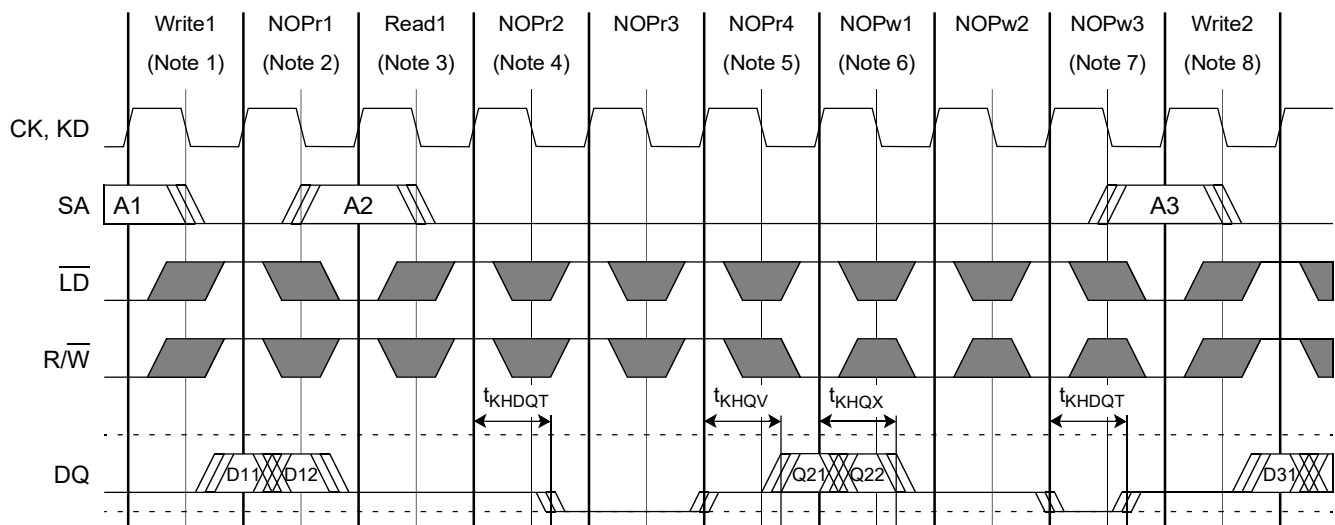 Write1 NOPr1 Read1 NOPr2 NOPr3 NOPr4 NOPw1 NOPw2 NOPw3 Write2
(Note 1) (Note 2) (Note 3) (Note 4) (Note 5) (Note 6) (Note 7) (Note 8)
CK, KD
SA A1 A2 A3
LD
R/W
tKHDQT tKHQV tKHQX tKHDQT
DQ D11 D12 Q21 Q22 D31